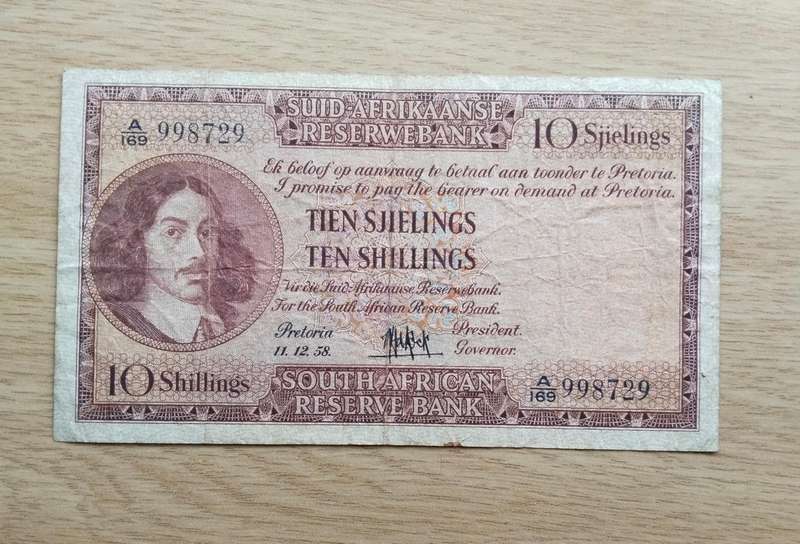 SUID-AFRIKAANSE
RESERWEBANK
A/169 998729
10 Sjielings
Ek beloof op aanvraag te betaal aan toonder te Pretoria.
I promise to pay the bearer on demand at Pretoria.
TIEN SJIELINGS
TEN SHILLINGS
Vir die Suid-Afrikaanse Reserwebank.
For the South African Reserve Bank.
Pretoria
11.12.58.
President.
Governor.
10 Shillings
SOUTH AFRICAN
RESERVE BANK
A/169 998729